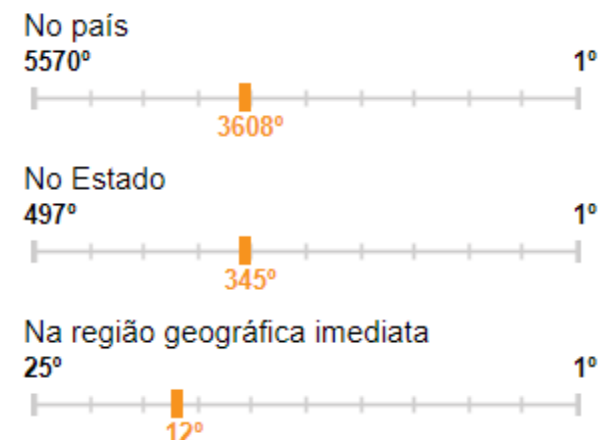 No país
5570º 1º
3608º
No Estado
497º 1º
345º
Na região geográfica imediata
25º 1º
12º